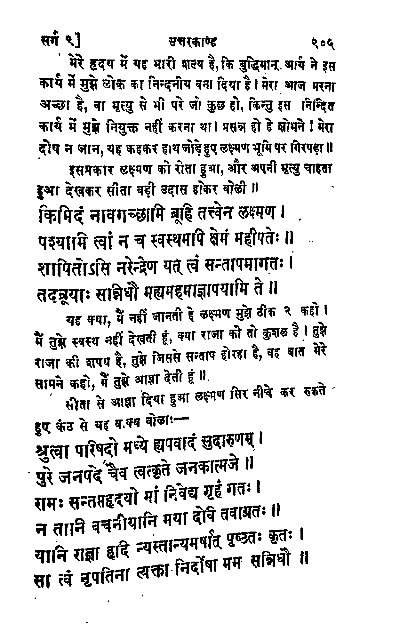 सर्ग ९] उत्तरकाण्ड २०५
मेरे हृदय में यह भारी शल्य है, कि बुद्धिमान् आर्य ने इस
कार्य में मुझे लोक का निन्दनीय बना दिया है। मेरा आज मरना
अच्छा है, वा मृत्यु से भी परे जो कुछ हो, किन्तु इस निन्दित
कार्य में मुझे नियुक्त नहीं करना था। प्रसन्न हो हे शोभने ! मेरा
दोष न जान, यह कहकर हाथ जोड़े हुए लक्ष्मण भूमि पर गिरपड़ा।।
इसप्रकार लक्ष्मण को रोता हुआ, और अपनी मृत्यु चाहता
हुआ देखकर सीता बड़ी उदास होकर बोली॥
किमिदं नावगच्छामि ब्रूहि तत्त्वेन लक्ष्मण।
पश्यामि त्वां न च स्वस्थमपि क्षेमं महीपतेः॥
शापितोऽसि नरेन्द्रेण यत् त्वं सन्तापमागतः।
तद्ब्रूयाः सन्निधौ मह्यमहमाज्ञापयामि ते॥
यह क्या, मैं नहीं जानती हे लक्ष्मण मुझे ठीक २ कहो।
मैं तुझे स्वस्थ नहीं देखती हूं, क्या राजा को तो कुशल है। तुझे
राजा की शपथ है, तुझे जिससे सन्ताप होरहा है, वह बात मेरे
सामने कहो, मैं तुझे आज्ञा देती हूं॥
सीता से आज्ञा दिया हुआ लक्ष्मण सिर नीचे कर रुकते
हुए कंठ से यह वाक्य बोला:—
श्रुत्वा पारिषदो मध्ये ह्यपवादं सुदारुणम्।
पुरे जनपदे चैव त्वत्कृते जनकात्मजे॥
रामः सन्तप्तहृदयो मां निवेद्य गृहं गतः।
न तानि वचनीयानि मया देवि तवाग्रतः॥
यानि राज्ञा हृदि न्यस्तान्यमर्षात् पृष्ठतः कृतः।
सा त्वं नृपतिना त्यक्ता निर्दोषा मम सन्निधौ॥